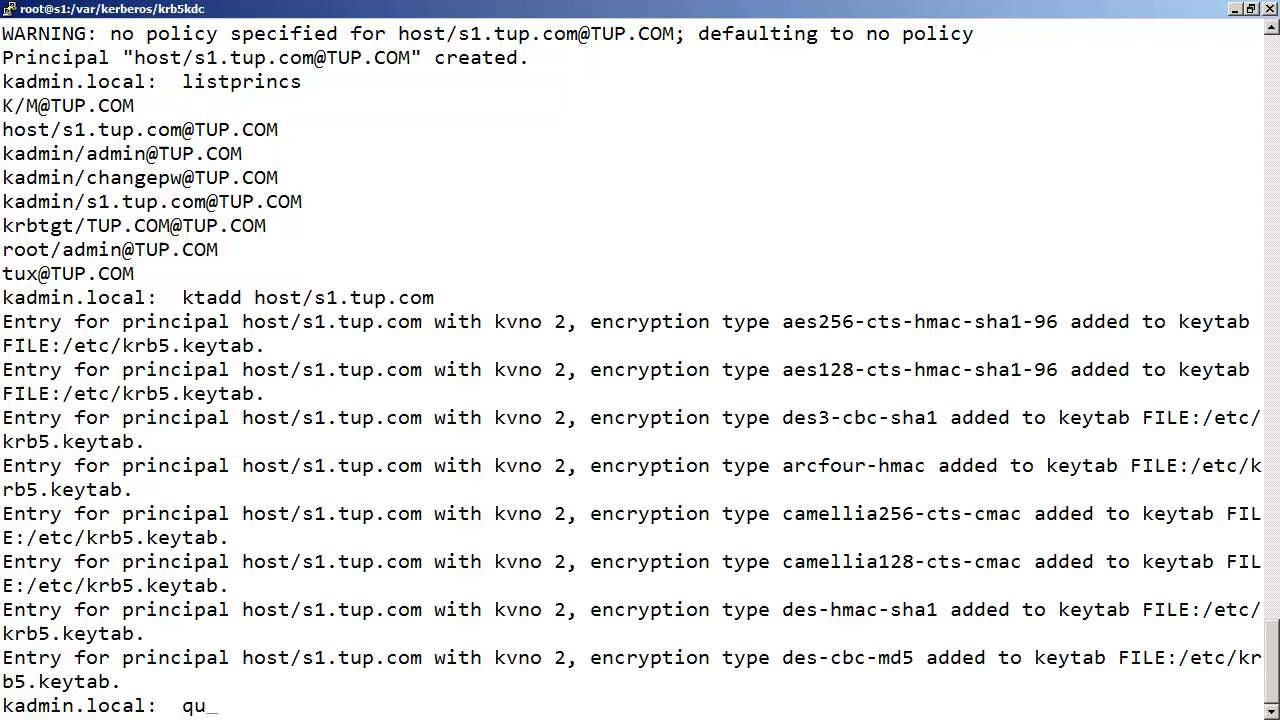 root@s1:/var/kerberos/krb5kdc
WARNING: no policy specified for host/s1.tup.com@TUP.COM; defaulting to no policy
Principal "host/s1.tup.com@TUP.COM" created.
kadmin.local:  listprincs
K/M@TUP.COM
host/s1.tup.com@TUP.COM
kadmin/admin@TUP.COM
kadmin/changepw@TUP.COM
kadmin/s1.tup.com@TUP.COM
krbtgt/TUP.COM@TUP.COM
root/admin@TUP.COM
tux@TUP.COM
kadmin.local:  ktadd host/s1.tup.com
Entry for principal host/s1.tup.com with kvno 2, encryption type aes256-cts-hmac-sha1-96 added to keytab
FILE:/etc/krb5.keytab.
Entry for principal host/s1.tup.com with kvno 2, encryption type aes128-cts-hmac-sha1-96 added to keytab
FILE:/etc/krb5.keytab.
Entry for principal host/s1.tup.com with kvno 2, encryption type des3-cbc-sha1 added to keytab FILE:/etc/
krb5.keytab.
Entry for principal host/s1.tup.com with kvno 2, encryption type arcfour-hmac added to keytab FILE:/etc/k
rb5.keytab.
Entry for principal host/s1.tup.com with kvno 2, encryption type camellia256-cts-cmac added to keytab FIL
E:/etc/krb5.keytab.
Entry for principal host/s1.tup.com with kvno 2, encryption type camellia128-cts-cmac added to keytab FIL
E:/etc/krb5.keytab.
Entry for principal host/s1.tup.com with kvno 2, encryption type des-hmac-sha1 added to keytab FILE:/etc/
krb5.keytab.
Entry for principal host/s1.tup.com with kvno 2, encryption type des-cbc-md5 added to keytab FILE:/etc/kr
b5.keytab.
kadmin.local:  qu_